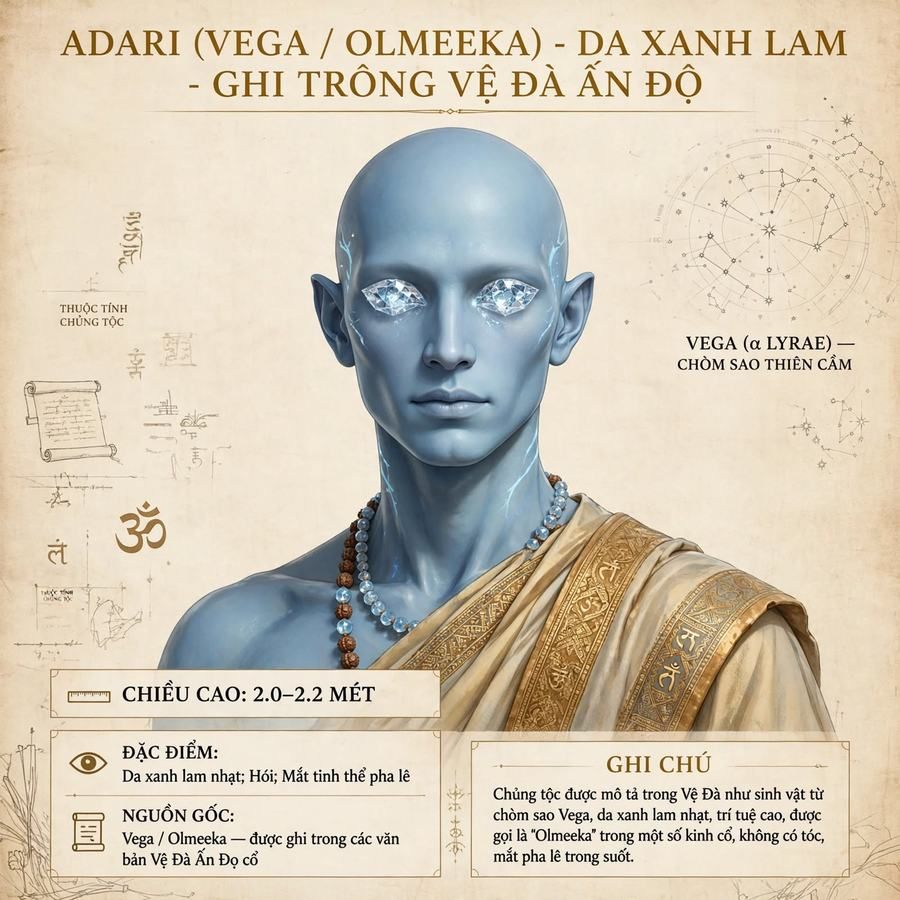 ADARI (VEGA / OLMEEKA) - DA XANH LAM
- GHI TRÔNG VỆ ĐÀ ẤN ĐỘ
THUỘC TÍNH
CHỦNG TỘC
VEGA (α LYRAE) —
CHÒM SAO THIÊN CẦM
ॐ
लं
CHIỀU CAO: 2.0–2.2 MÉT
ĐẶC ĐIỂM:
Da xanh lam nhạt; Hói; Mắt tinh thể pha lê
NGUỒN GỐC:
Vega / Olmeeka — được ghi trong các văn
bản Vệ Đà Ấn Đọ cổ
GHI CHÚ
Chủng tộc được mô tả trong Vệ Đà như sinh vật từ
chòm sao Vega, da xanh lam nhạt, trí tuệ cao, được
gọi là "Olmeeka" trong một số kinh cổ, không có tóc,
mắt pha lê trong suốt.